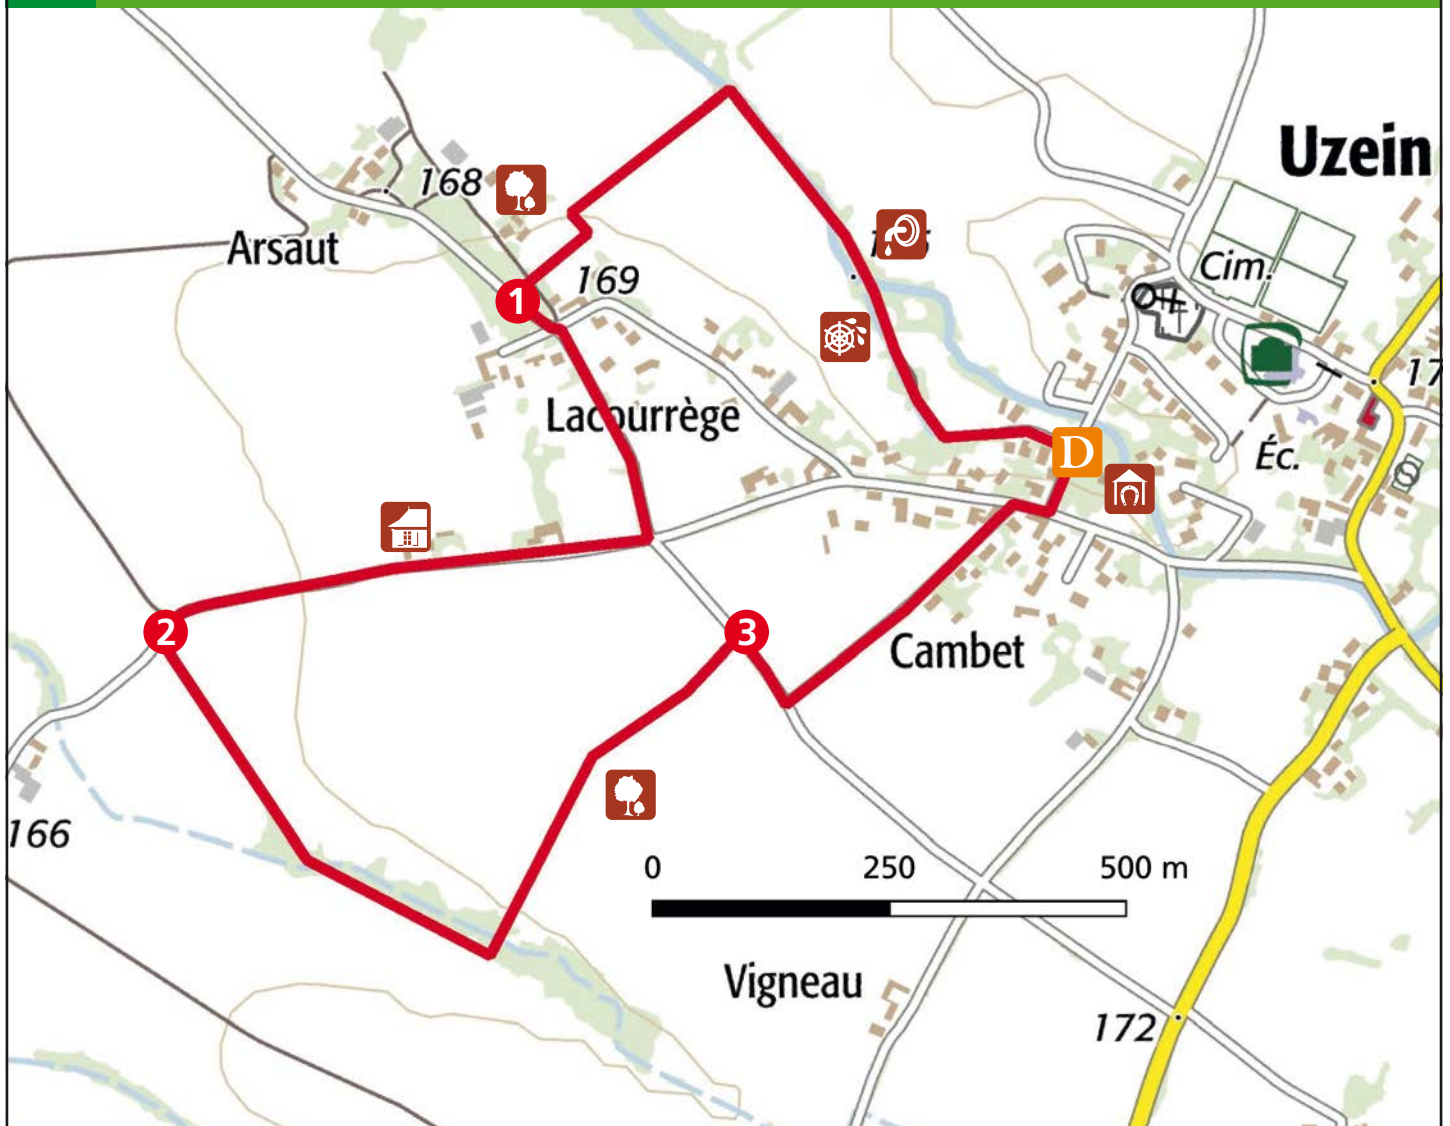 Uzein
168
Arsaut
Cim.
169
1
17
Lacourrège
D
Éc.
2
3
Cambet
166
0 250 500 m
Vigneau
172